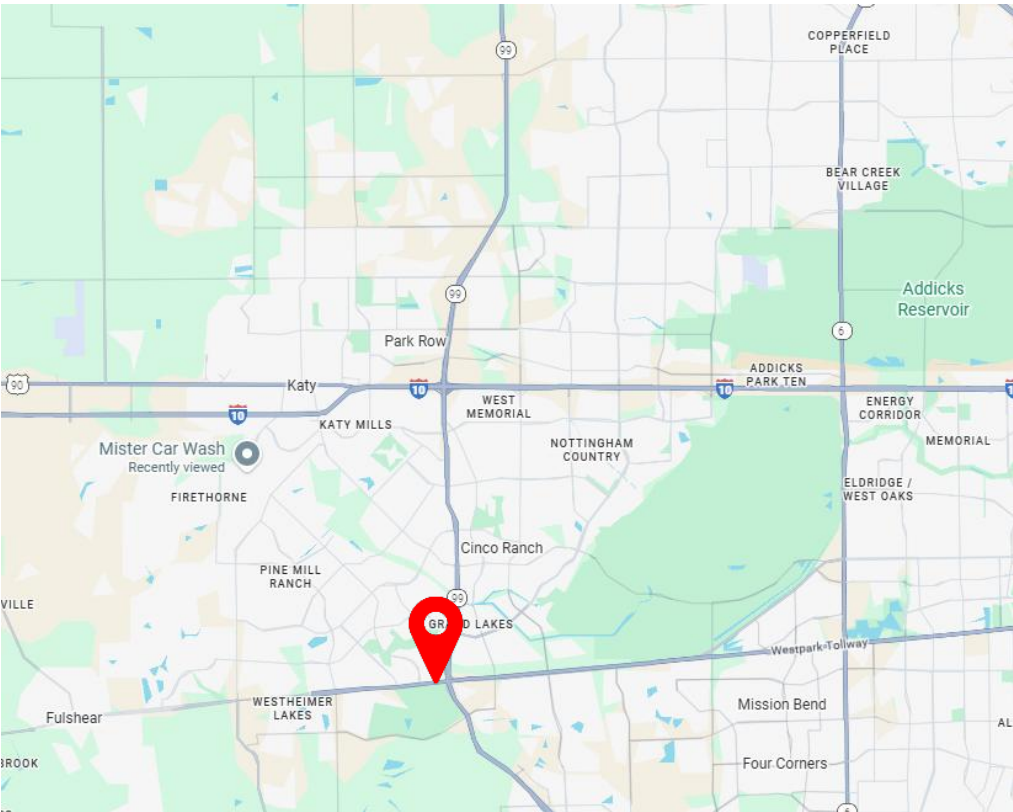 99
COPPERFIELD
PLACE
BEAR CREEK
VILLAGE
Addicks
Reservoir
99
6
Park Row
ADDICKS
PARK TEN
90
Katy
10
10
WEST
MEMORIAL
ENERGY
CORRIDOR
10
KATY MILLS
Mister Car Wash
Recently viewed
NOTTINGHAM
COUNTRY
MEMORIAL
FIRETHORNE
ELDRIDGE /
WEST OAKS
Cinco Ranch
PINE MILL
RANCH
VILLE
99
LAKES
Westpark Tollway
WESTHEIMER
LAKES
Fulshear
Mission Bend
AL
BROOK
Four Corners
6